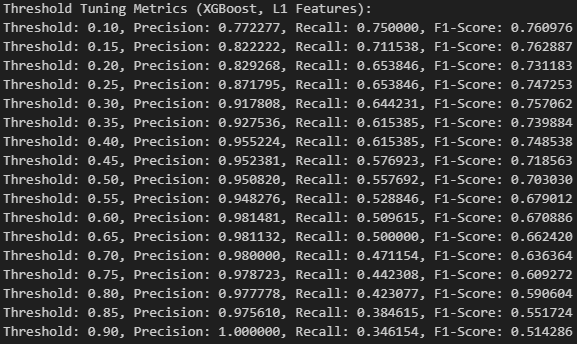 Threshold Tuning Metrics (XGBoost, L1 Features):
Threshold: 0.10, Precision: 0.772277, Recall: 0.750000, F1-Score: 0.760976
Threshold: 0.15, Precision: 0.822222, Recall: 0.711538, F1-Score: 0.762887
Threshold: 0.20, Precision: 0.829268, Recall: 0.653846, F1-Score: 0.731183
Threshold: 0.25, Precision: 0.871795, Recall: 0.653846, F1-Score: 0.747253
Threshold: 0.30, Precision: 0.917808, Recall: 0.644231, F1-Score: 0.757062
Threshold: 0.35, Precision: 0.927536, Recall: 0.615385, F1-Score: 0.739884
Threshold: 0.40, Precision: 0.955224, Recall: 0.615385, F1-Score: 0.748538
Threshold: 0.45, Precision: 0.952381, Recall: 0.576923, F1-Score: 0.718563
Threshold: 0.50, Precision: 0.950820, Recall: 0.557692, F1-Score: 0.703030
Threshold: 0.55, Precision: 0.948276, Recall: 0.528846, F1-Score: 0.679012
Threshold: 0.60, Precision: 0.981481, Recall: 0.509615, F1-Score: 0.670886
Threshold: 0.65, Precision: 0.981132, Recall: 0.500000, F1-Score: 0.662420
Threshold: 0.70, Precision: 0.980000, Recall: 0.471154, F1-Score: 0.636364
Threshold: 0.75, Precision: 0.978723, Recall: 0.442308, F1-Score: 0.609272
Threshold: 0.80, Precision: 0.977778, Recall: 0.423077, F1-Score: 0.590604
Threshold: 0.85, Precision: 0.975610, Recall: 0.384615, F1-Score: 0.551724
Threshold: 0.90, Precision: 1.000000, Recall: 0.346154, F1-Score: 0.514286